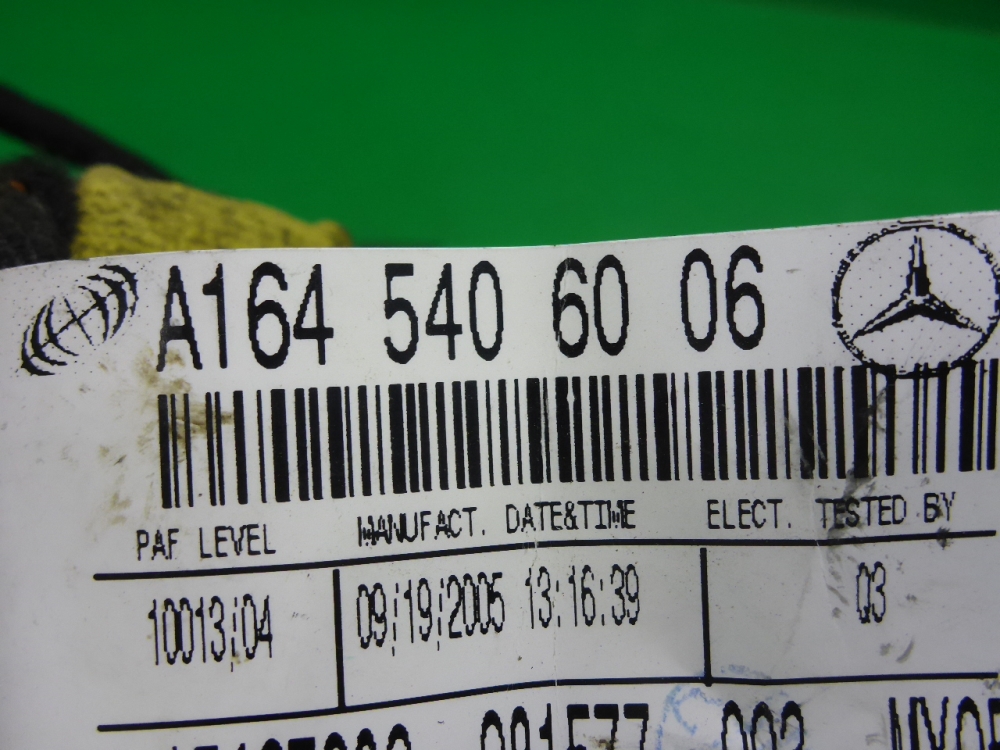 A164 540 60 06
PAF LEVEL MANUFACT. DATE&TIME ELECT. TESTED BY
10013/04 09/19/2005 13:16:39 Q3